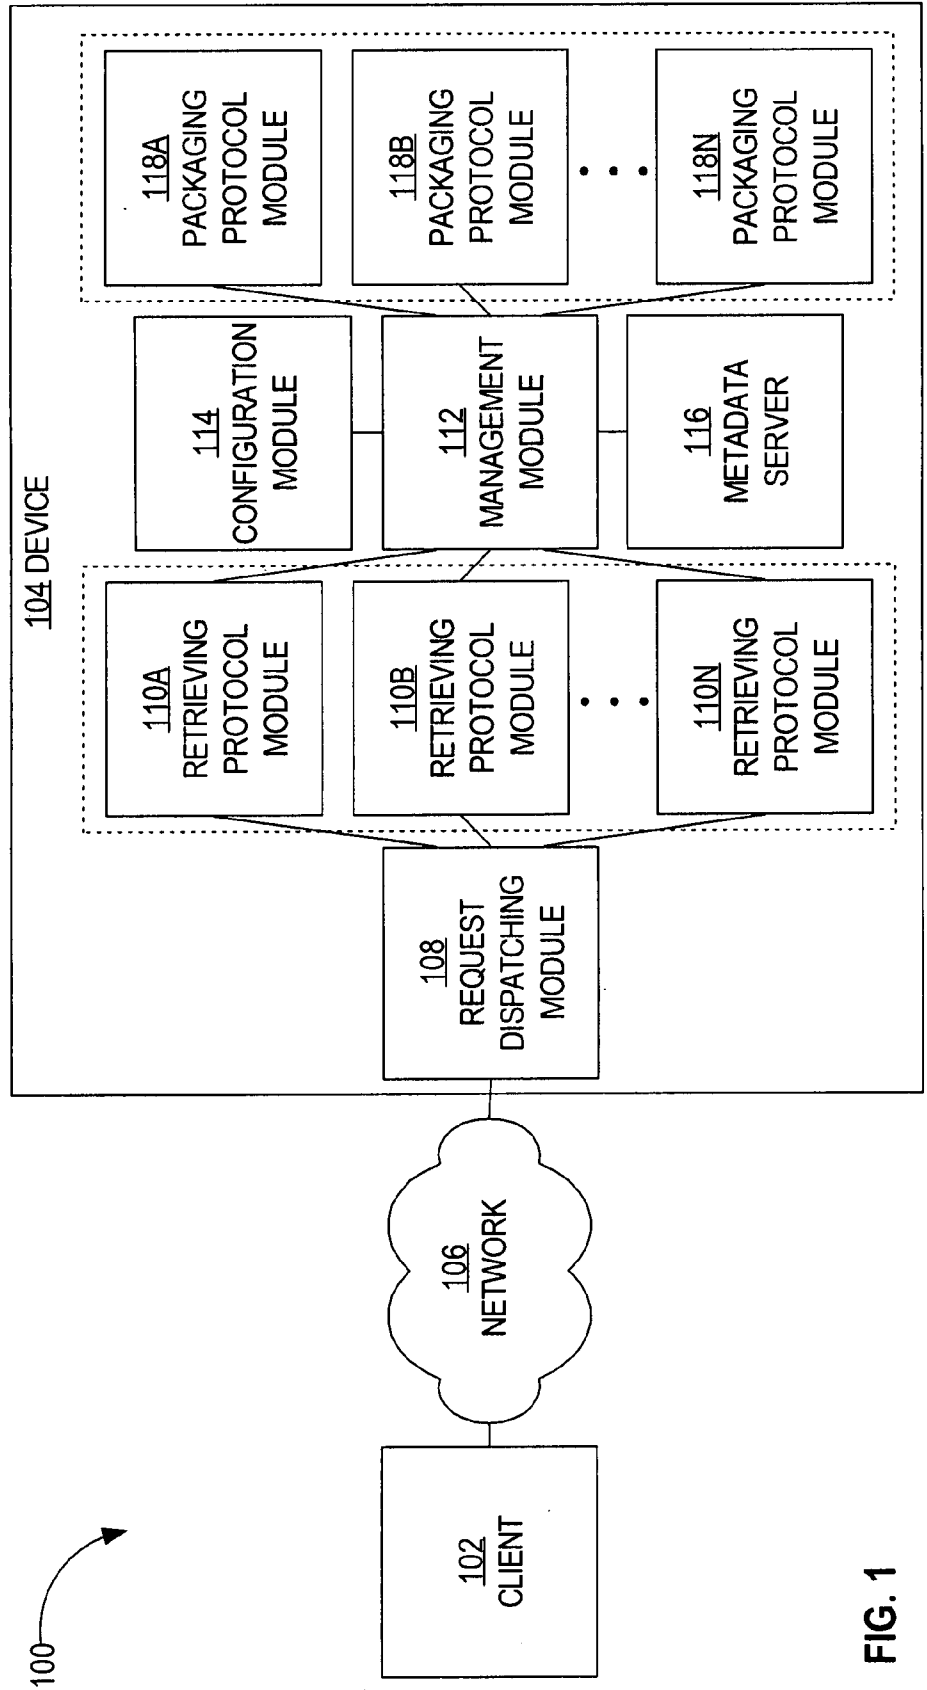 100
104 DEVICE
102
CLIENT
106
NETWORK
108
REQUEST
DISPATCHING
MODULE
110A
RETRIEVING
PROTOCOL
MODULE
110B
RETRIEVING
PROTOCOL
MODULE
110N
RETRIEVING
PROTOCOL
MODULE
114
CONFIGURATION
MODULE
112
MANAGEMENT
MODULE
116
METADATA
SERVER
118A
PACKAGING
PROTOCOL
MODULE
118B
PACKAGING
PROTOCOL
MODULE
118N
PACKAGING
PROTOCOL
MODULE
FIG. 1